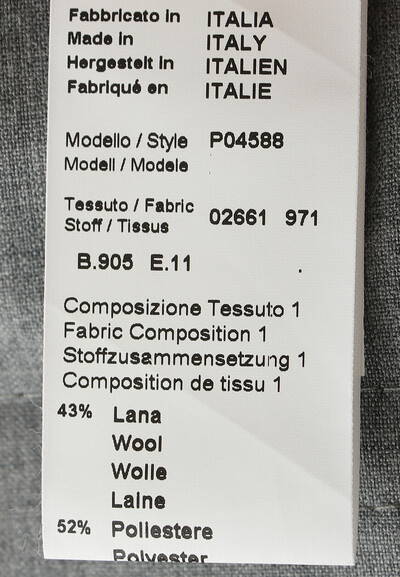 Fabbricato in ITALIA
Made in ITALY
Hergestelt in ITALIEN
Fabriqué en ITALIE
Modello / Style P04588
Modell / Modele
Tessuto / Fabric 02661 971
Stoff / Tissus
B.905 E.11
Composizione Tessuto 1
Fabric Composition 1
Stoffzusammensetzung 1
Composition de tissu 1
43% Lana
Wool
Wolle
Laine
52% Poliestere
Polyester